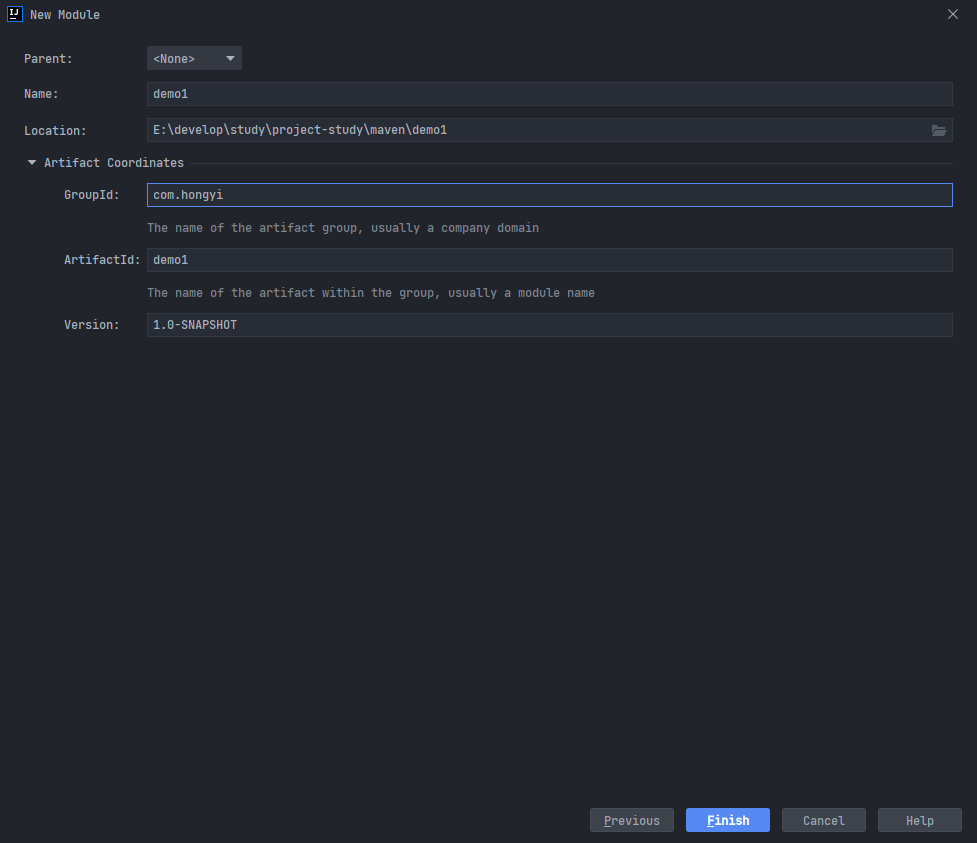 IJ New Module
Parent: <None>
Name: demo1
Location: E:\develop\study\project-study\maven\demo1
Artifact Coordinates
GroupId: com.hongyi
The name of the artifact group, usually a company domain
ArtifactId: demo1
The name of the artifact within the group, usually a module name
Version: 1.0-SNAPSHOT
Previous Finish Cancel Help